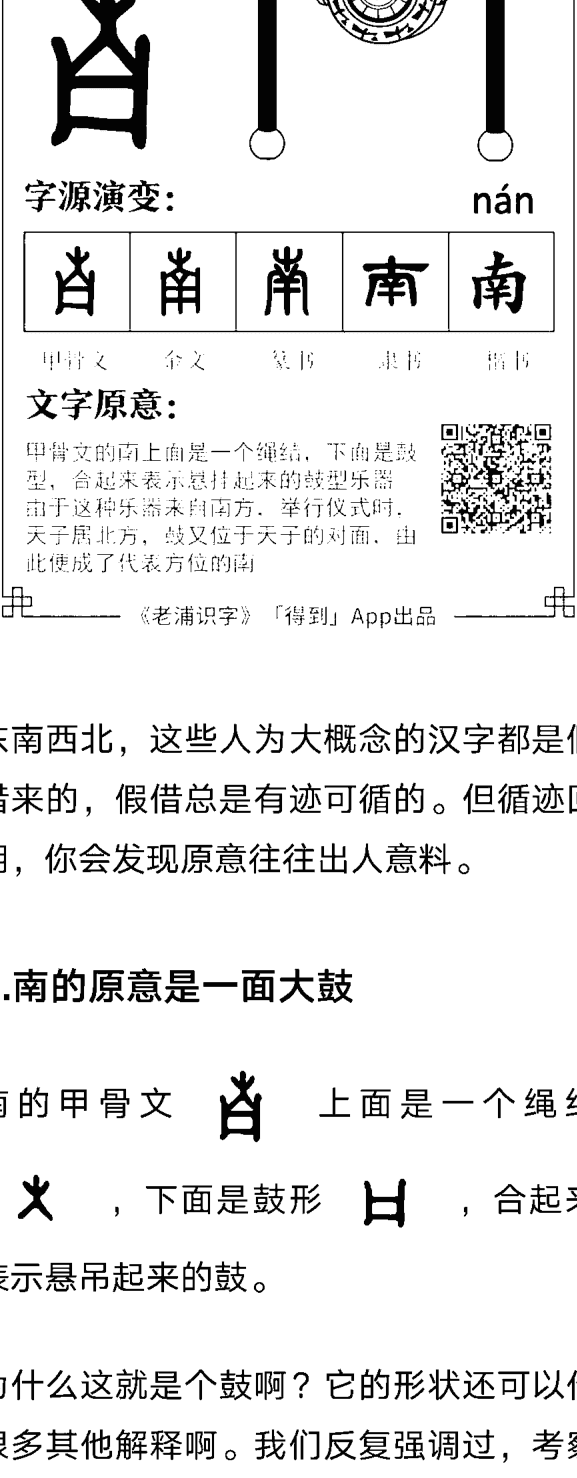 字源演变：
nán
甲骨文 金文 篆书 隶书 楷书
文字原意：
甲骨文的南上面是一个绳结，下面是鼓
型，合起来表示悬挂起来的鼓型乐器
由于这种乐器来自南方，举行仪式时，
天子居北方，鼓又位于天子的对面，由
此便成了代表方位的南
《老浦识字》「得到」App出品
东南西北，这些人为大概念的汉字都是假
借来的，假借总是有迹可循的。但循迹回
，你会发现原意往往出人意料。
.南的原意是一面大鼓
南的甲骨文 上面是一个绳结
，下面是鼓形 ，合起来
表示悬吊起来的鼓。
为什么这就是个鼓啊？它的形状还可以作
很多其他解释啊。我们反复强调过，考察